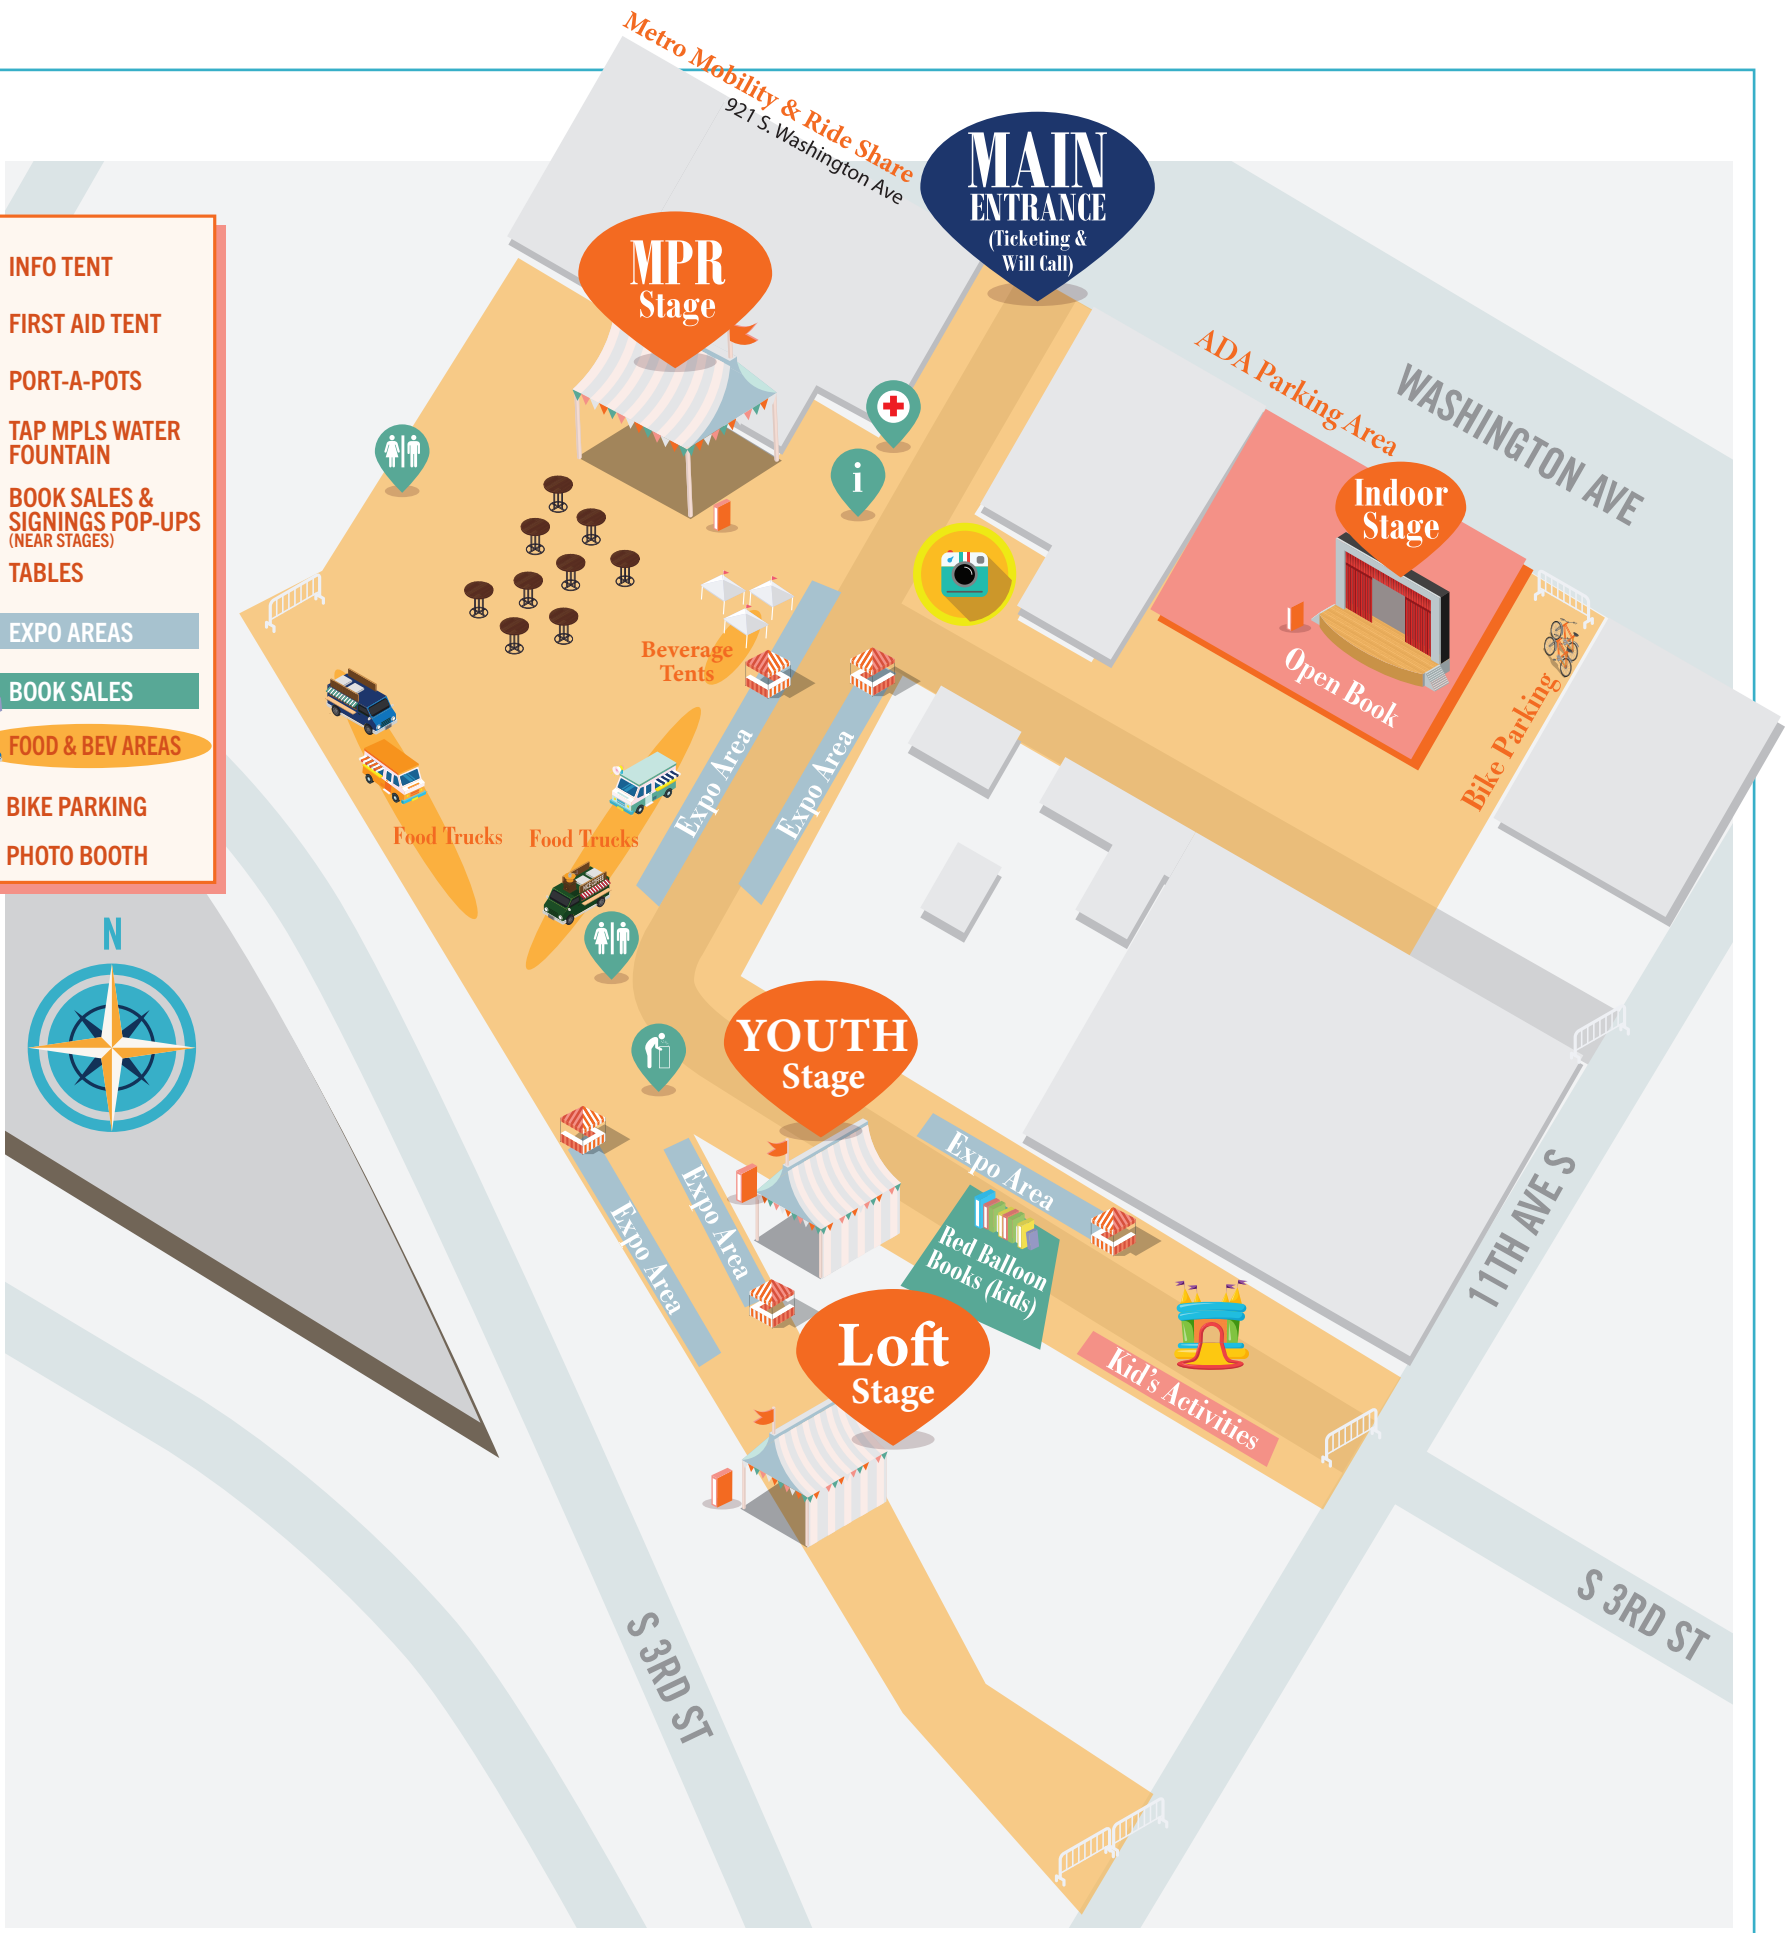 Metro Mobility & Ride Share
921 S. Washington Ave
MAIN
ENTRANCE
(Ticketing &
Will Call)
MPR
Stage
INFO TENT
FIRST AID TENT
PORT-A-POTS
TAP MPLS WATER
FOUNTAIN
BOOK SALES &
SIGNINGS POP-UPS
(NEAR STAGES)
TABLES
EXPO AREAS
BOOK SALES
FOOD & BEV AREAS
BIKE PARKING
PHOTO BOOTH
N
ADA Parking Area
WASHINGTON AVE
Indoor
Stage
Open Book
Bike Parking
i
Beverage
Tents
Expo Area
Expo Area
Food Trucks
Food Trucks
YOUTH
Stage
Expo Area
Expo Area
Expo Area
Red Balloon
Books (kids)
Loft
Stage
Kid's Activities
11TH AVE S
S 3RD ST
S 3RD ST